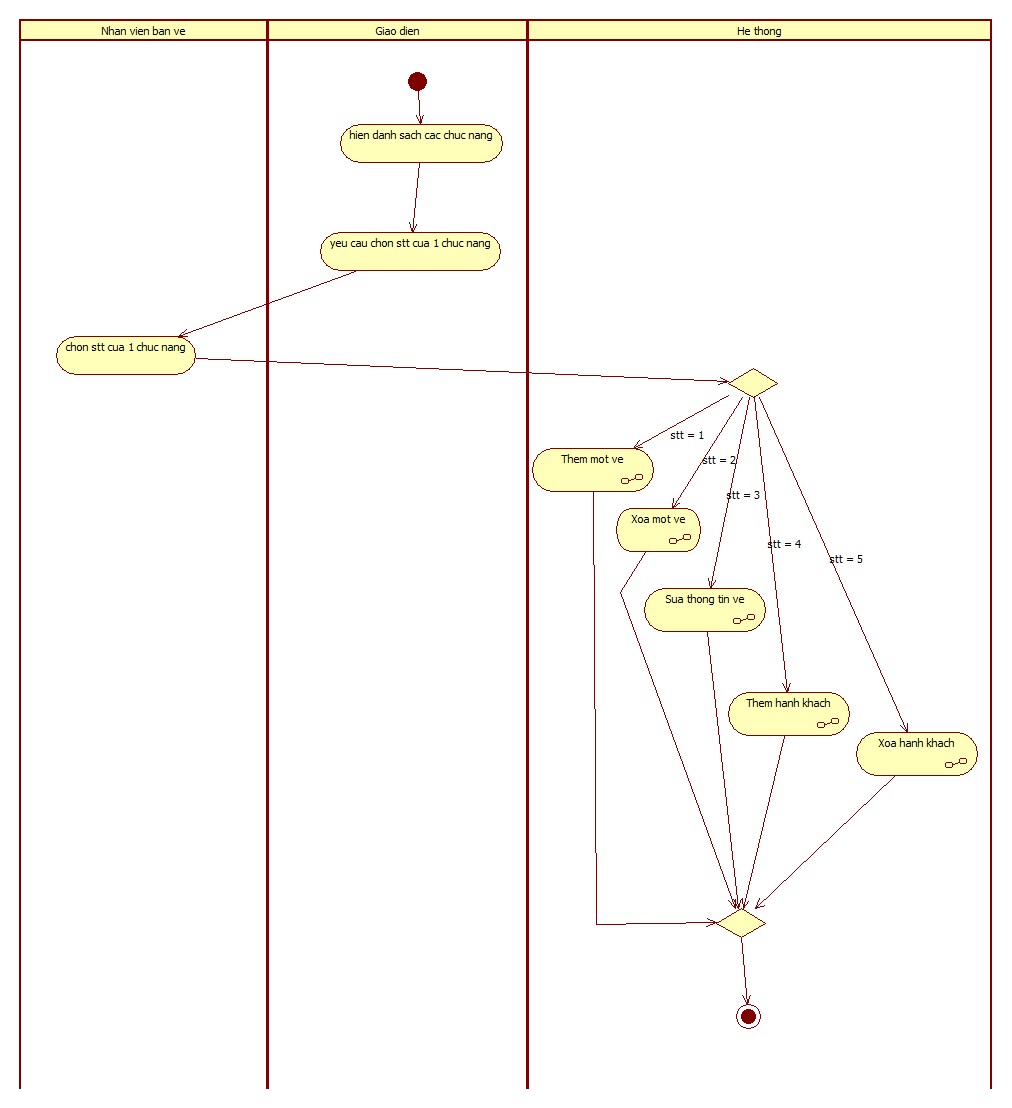 Nhan vien ban ve
Giao dien
He thong
hien danh sach cac chuc nang
yeu cau chon stt cua 1 chuc nang
chon stt cua 1 chuc nang
stt = 1
Them mot ve
stt = 2
stt = 3
Xoa mot ve
stt = 4
stt = 5
Sua thong tin ve
Them hanh khach
Xoa hanh khach